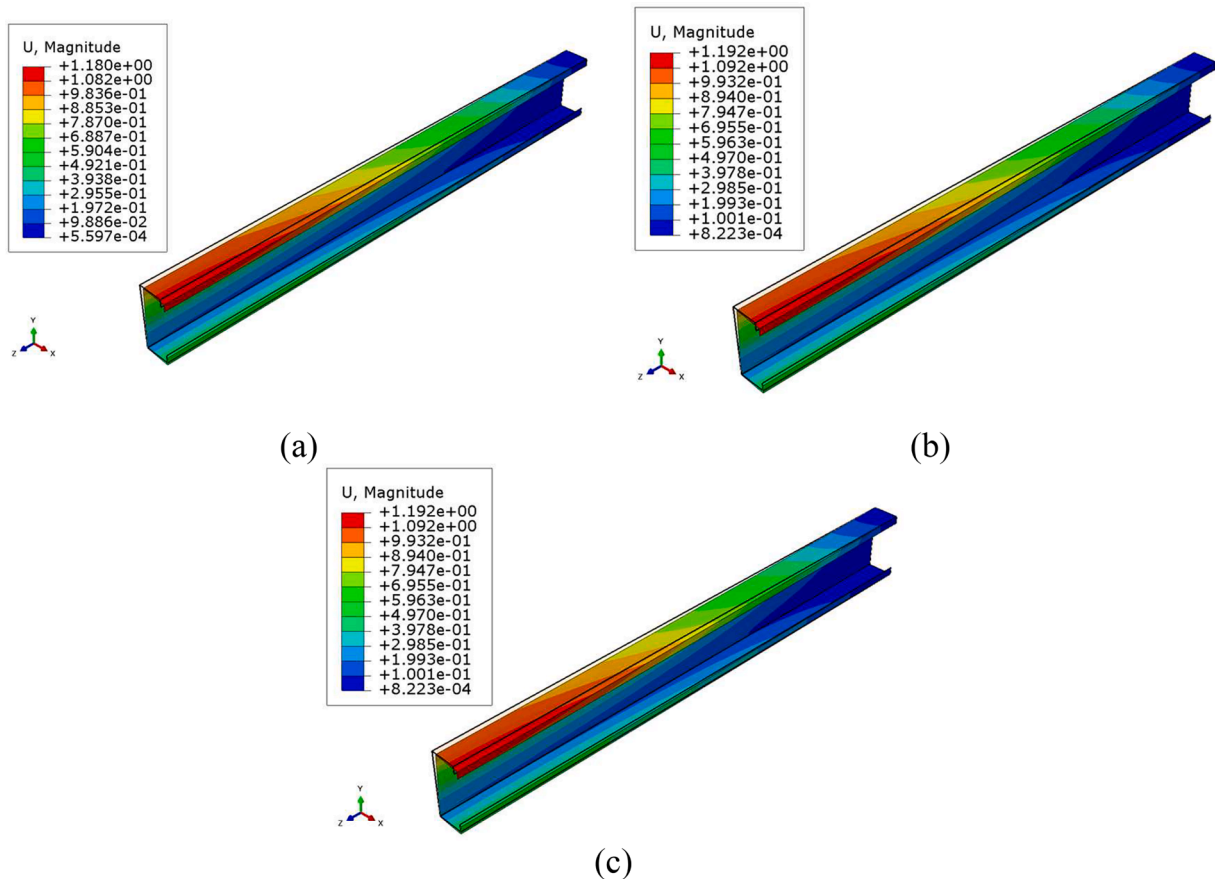 U, Magnitude
+1.180e+00
+1.082e+00
+9.836e-01
+8.853e-01
+7.870e-01
+6.887e-01
+5.904e-01
+4.921e-01
+3.938e-01
+2.955e-01
+1.972e-01
+9.886e-02
+5.597e-04
Y
Z
X
(a)
U, Magnitude
+1.192e+00
+1.092e+00
+9.932e-01
+8.940e-01
+7.947e-01
+6.955e-01
+5.963e-01
+4.970e-01
+3.978e-01
+2.985e-01
+1.993e-01
+1.001e-01
+8.223e-04
Y
Z
X
(b)
U, Magnitude
+1.192e+00
+1.092e+00
+9.932e-01
+8.940e-01
+7.947e-01
+6.955e-01
+5.963e-01
+4.970e-01
+3.978e-01
+2.985e-01
+1.993e-01
+1.001e-01
+8.223e-04
Y
Z
X
(c)